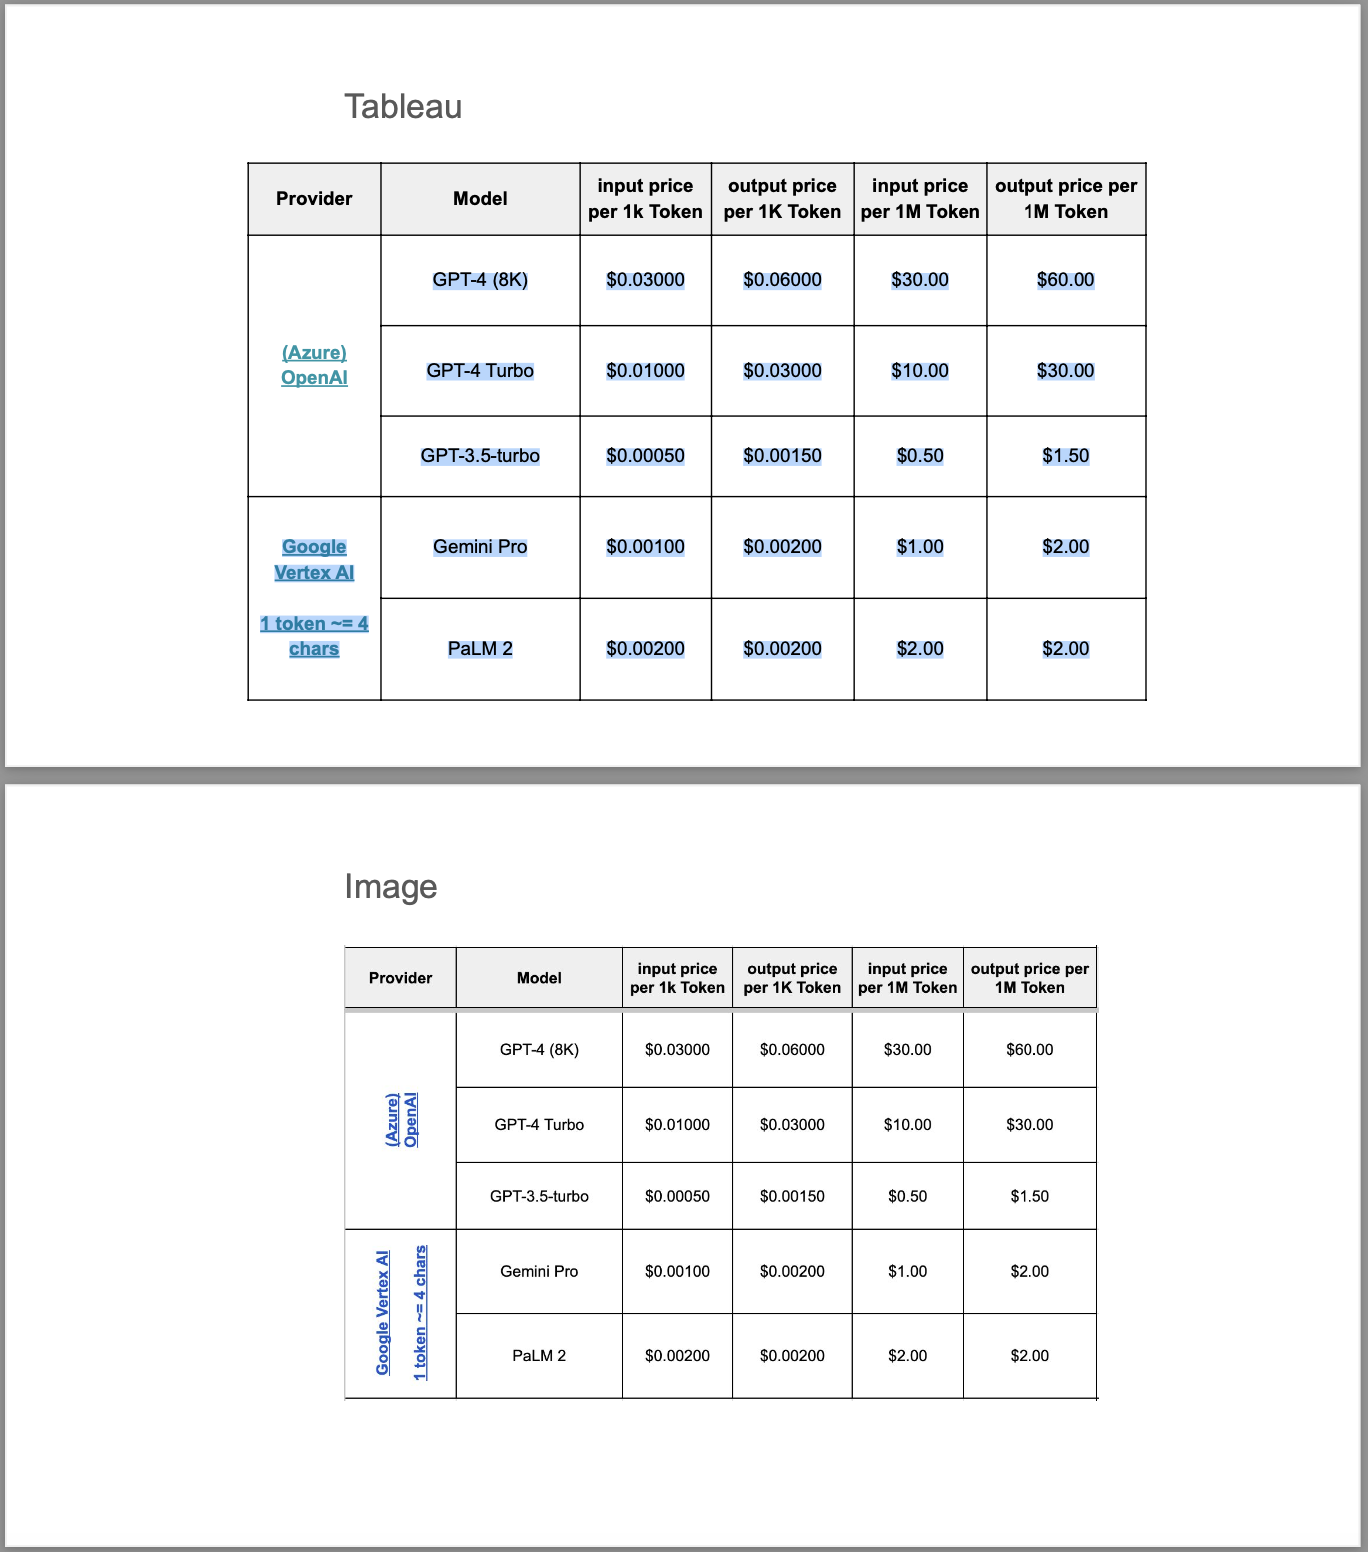 Tableau
Provider
Model
input price
per 1k Token
output price
per 1K Token
input price
per 1M Token
output price per
1M Token
(Azure)
OpenAI
GPT-4 (8K) $0.03000 $0.06000 $30.00 $60.00
GPT-4 Turbo $0.01000 $0.03000 $10.00 $30.00
GPT-3.5-turbo $0.00050 $0.00150 $0.50 $1.50
Google
Vertex AI
1 token ~= 4
chars
Gemini Pro $0.00100 $0.00200 $1.00 $2.00
PaLM 2 $0.00200 $0.00200 $2.00 $2.00
Image
Provider
Model
input price
per 1k Token
output price
per 1K Token
input price
per 1M Token
output price per
1M Token
(Azure)
OpenAI
GPT-4 (8K) $0.03000 $0.06000 $30.00 $60.00
GPT-4 Turbo $0.01000 $0.03000 $10.00 $30.00
GPT-3.5-turbo $0.00050 $0.00150 $0.50 $1.50
Google Vertex AI
1 token ~= 4 chars
Gemini Pro $0.00100 $0.00200 $1.00 $2.00
PaLM 2 $0.00200 $0.00200 $2.00 $2.00